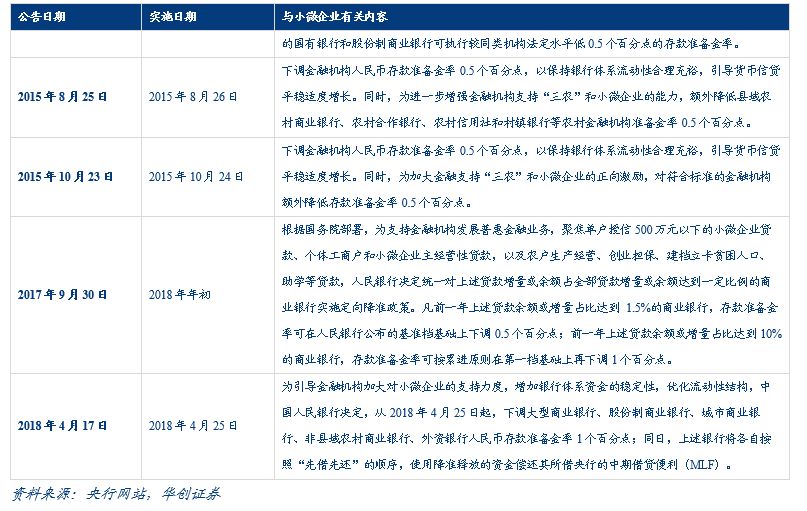 公告日期 实施日期 与小微企业有关内容
的国有银行和股份制商业银行可执行较同类机构法定水平低 0.5 个百分点的存款准备金率。
下调金融机构人民币存款准备金率 0.5 个百分点，以保持银行体系流动性合理充裕，引导货币信贷
2015 年 8 月 25 日 2015 年 8 月 26 日 平稳适度增长。同时，为进一步增强金融机构支持“三农”和小微企业的能力，额外降低县域农
村商业银行、农村合作银行、农村信用社和村镇银行等农村金融机构准备金率 0.5 个百分点。
下调金融机构人民币存款准备金率 0.5 个百分点，以保持银行体系流动性合理充裕，引导货币信贷
2015 年 10 月 23 日 2015 年 10 月 24 日 平稳适度增长。同时，为加大金融支持“三农”和小微企业的正向激励，对符合标准的金融机构
额外降低存款准备金率 0.5 个百分点。
根据国务院部署，为支持金融机构发展普惠金融业务，聚焦单户授信 500 万元以下的小微企业贷
款、个体工商户和小微企业主经营性贷款，以及农户生产经营、创业担保、建档立卡贫困人口、
助学等贷款，人民银行决定统一对上述贷款增量或余额占全部贷款增量或余额达到一定比例的商
2017 年 9 月 30 日 2018 年年初 业银行实施定向降准政策。凡前一年上述贷款余额或增量占比达到 1.5%的商业银行，存款准备金
率可在人民银行公布的基准档基础上下调 0.5 个百分点；前一年上述贷款余额或增量占比达到 10%
的商业银行，存款准备金率可按累进原则在第一档基础上再下调 1 个百分点。
为引导金融机构加大对小微企业的支持力度，增加银行体系资金的稳定性，优化流动性结构，中
国人民银行决定，从 2018 年 4 月 25 日起，下调大型商业银行、股份制商业银行、城市商业银
2018 年 4 月 17 日 2018 年 4 月 25 日 行、非县域农村商业银行、外资银行人民币存款准备金率 1 个百分点；同日，上述银行将各自按
照“先借先还”的顺序，使用降准释放的资金偿还其所借央行的中期借贷便利（MLF）。
资料来源：央行网站，华创证券